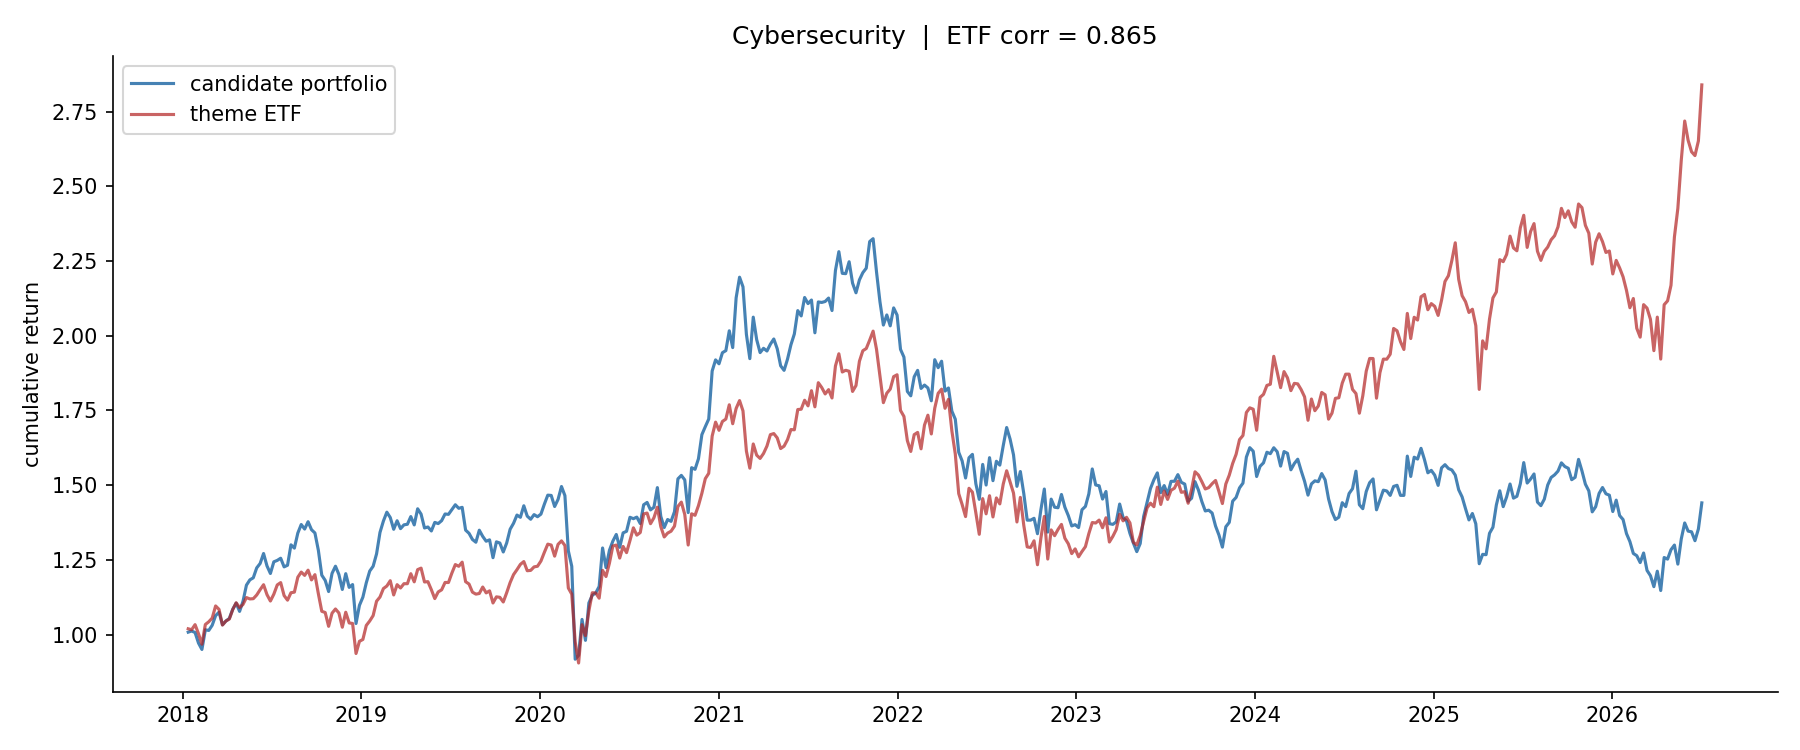 Cybersecurity | ETF corr = 0.865
candidate portfolio
theme ETF
cumulative return
2.75
2.50
2.25
2.00
1.75
1.50
1.25
1.00
2018 2019 2020 2021 2022 2023 2024 2025 2026